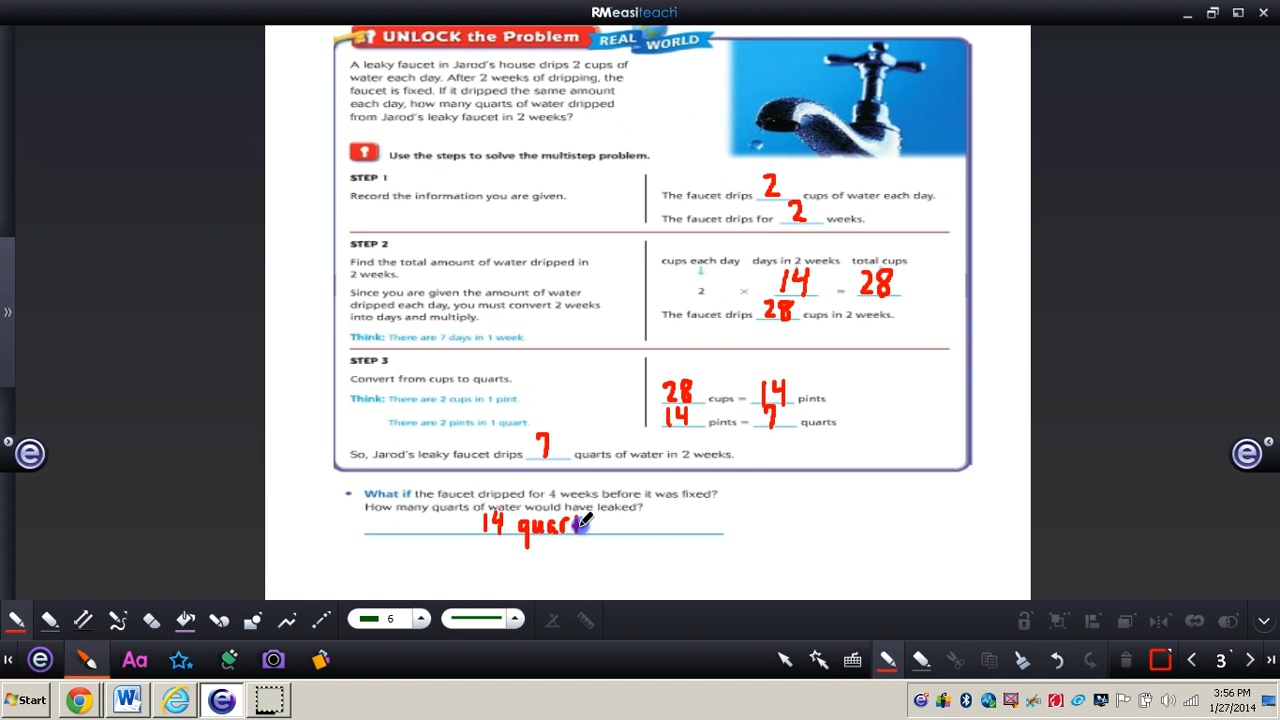 RMeasiteach
UNLOCK the Problem REAL WORLD
A leaky faucet in Jarod's house drips 2 cups of
water each day. After 2 weeks of dripping, the
faucet is fixed. If it dripped the same amount
each day, how many quarts of water dripped
from Jarod's leaky faucet in 2 weeks?
Use the steps to solve the multistep problem.
STEP 1
Record the information you are given.
The faucet drips 2 cups of water each day.
The faucet drips for 2 weeks.
STEP 2
Find the total amount of water dripped in
2 weeks.
Since you are given the amount of water
dripped each day, you must convert 2 weeks
into days and multiply.
Think: There are 7 days in 1 week.
cups each day days in 2 weeks total cups
2 × 14 = 28
The faucet drips 28 cups in 2 weeks.
STEP 3
Convert from cups to quarts.
Think: There are 2 cups in 1 pint.
There are 2 pints in 1 quart.
28 cups = 14 pints
14 pints = 7 quarts
So, Jarod's leaky faucet drips 7 quarts of water in 2 weeks.
• What if the faucet dripped for 4 weeks before it was fixed?
How many quarts of water would have leaked?
14 quart
6
Aa
3
Start
3:56 PM
1/27/2014